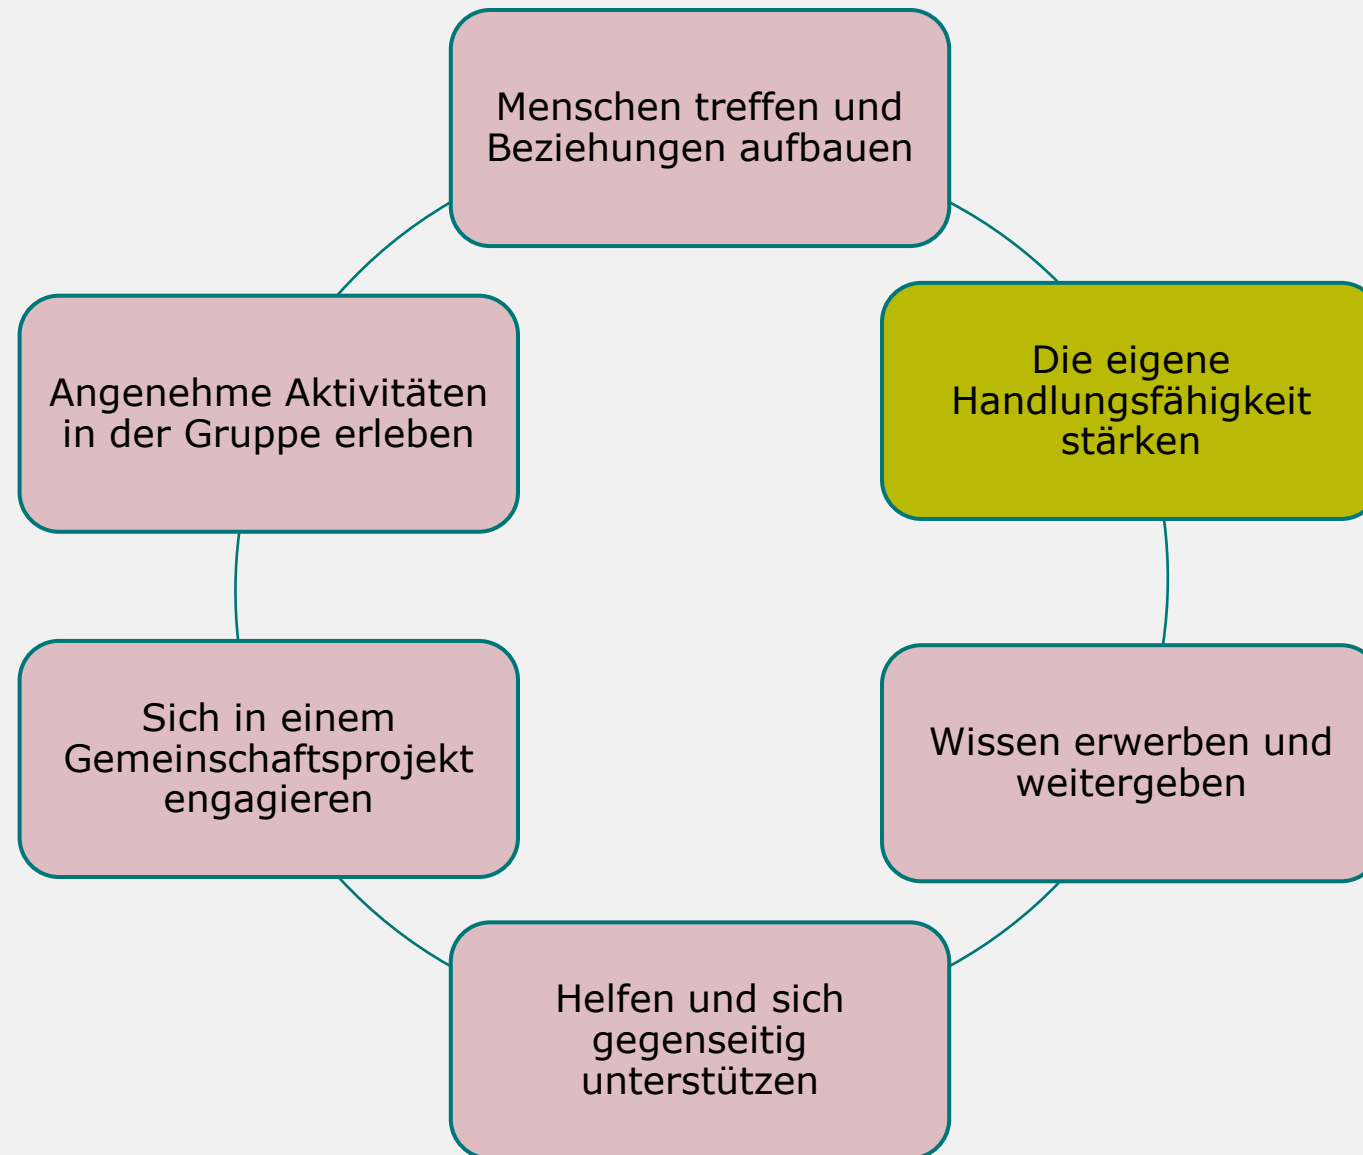 Menschen treffen und
Beziehungen aufbauen
Die eigene
Handlungsfähigkeit
stärken
Wissen erwerben und
weitergeben
Helfen und sich
gegenseitig
unterstützen
Sich in einem
Gemeinschaftsprojekt
engagieren
Angenehme Aktivitäten
in der Gruppe erleben